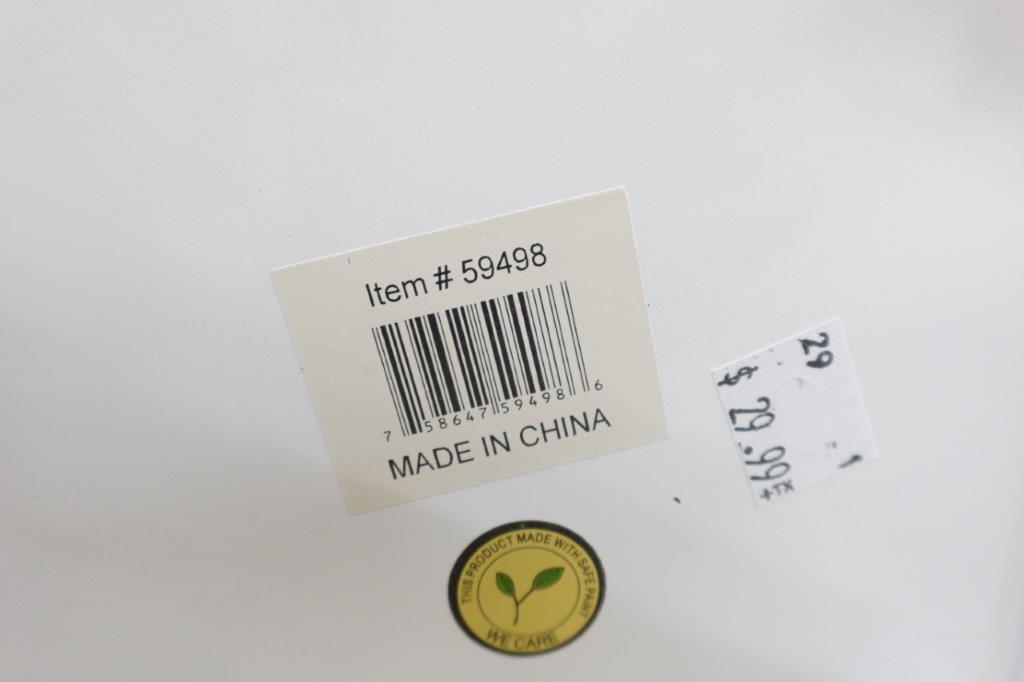 Item # 59498
7 58647 59498 6
MADE IN CHINA
29
$ 29.99 +TX
1
THIS PRODUCT MADE WITH SAFE PAINT
WE CARE